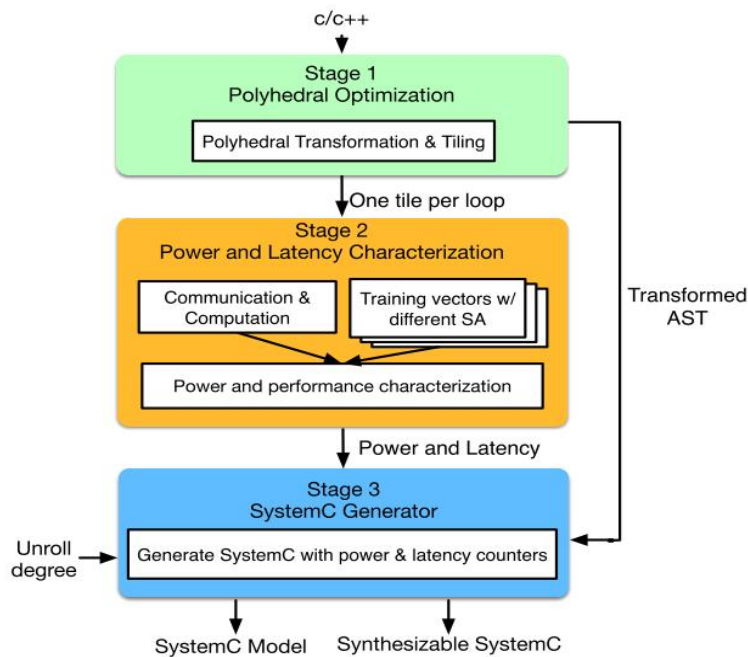 c/c++
Stage 1
Polyhedral Optimization
Polyhedral Transformation & Tiling
One tile per loop
Stage 2
Power and Latency Characterization
Communication &
Computation
Training vectors w/
different SA
Power and performance characterization
Transformed
AST
Power and Latency
Stage 3
SystemC Generator
Unroll
degree
Generate SystemC with power & latency counters
SystemC Model
Synthesizable SystemC